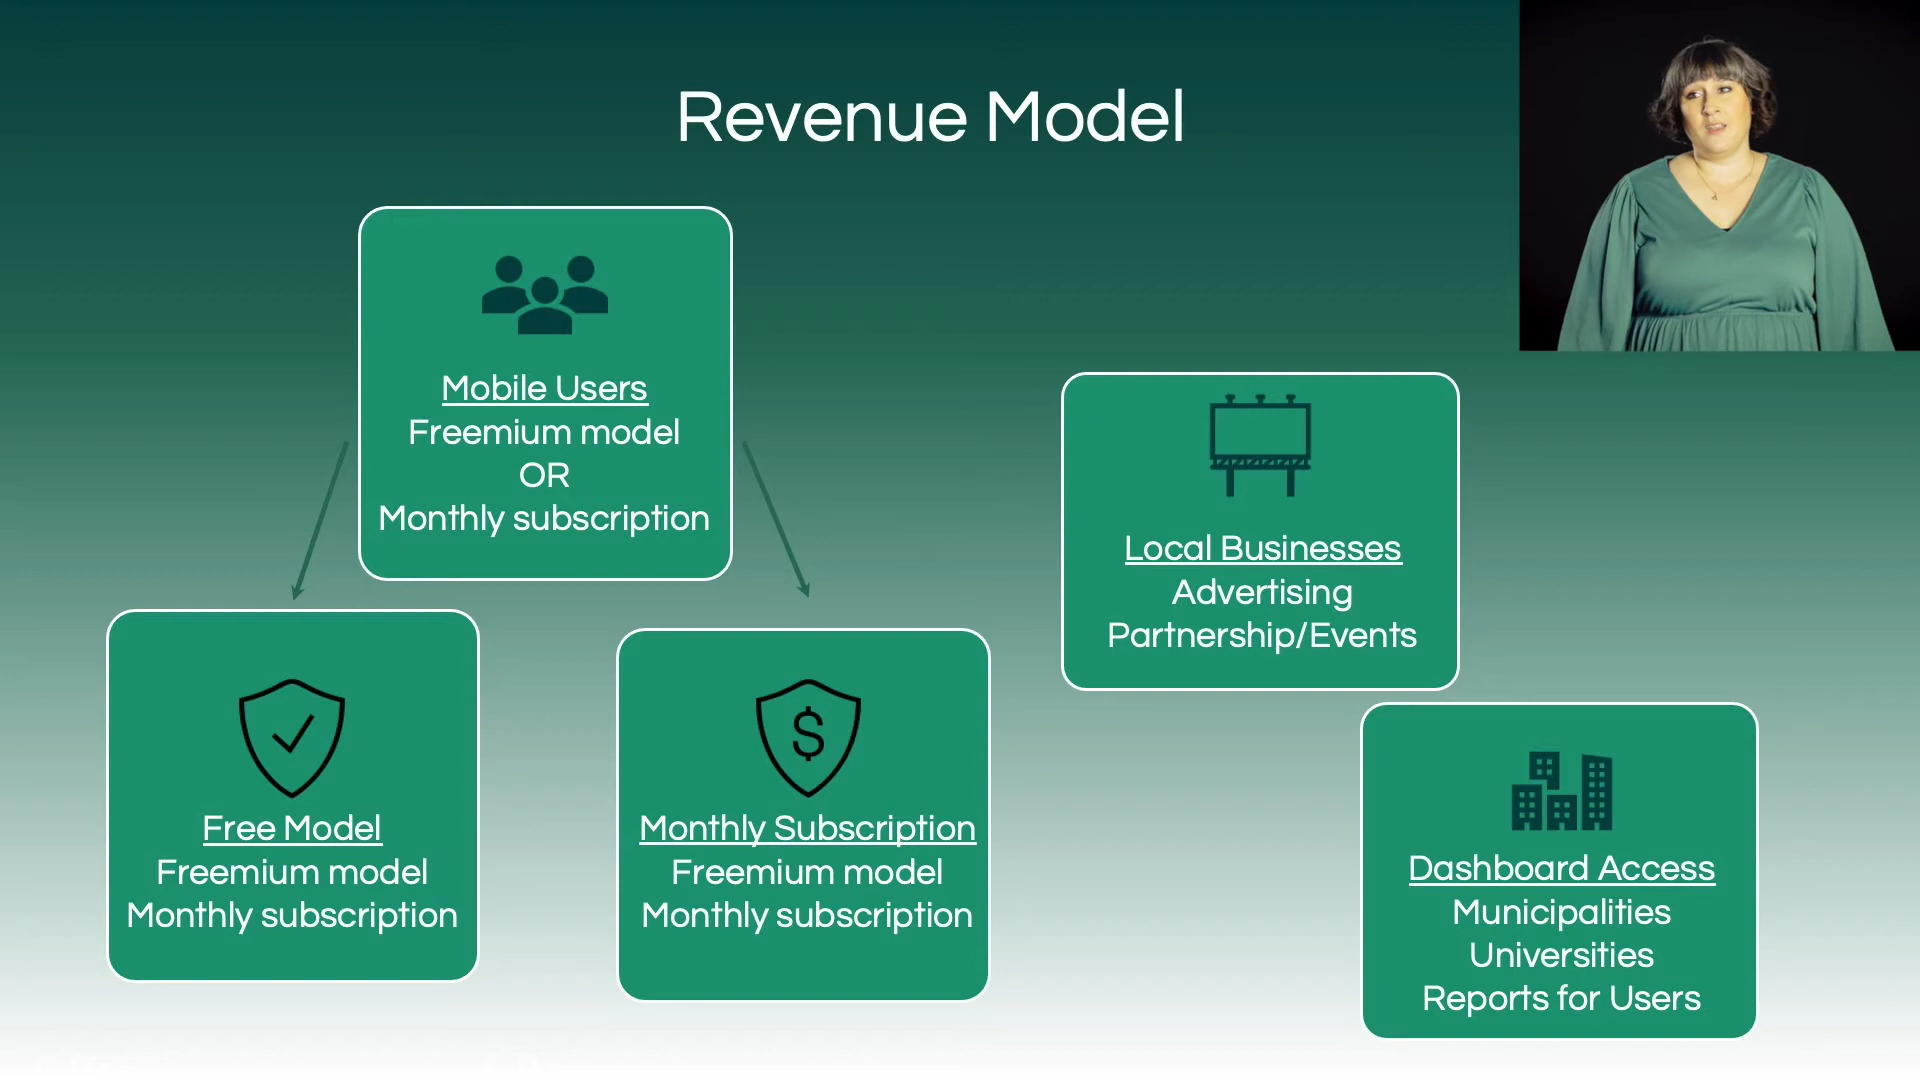 Revenue Model
Mobile Users
Freemium model
OR
Monthly subscription
Free Model
Freemium model
Monthly subscription
$
Monthly Subscription
Freemium model
Monthly subscription
Local Businesses
Advertising
Partnership/Events
Dashboard Access
Municipalities
Universities
Reports for Users